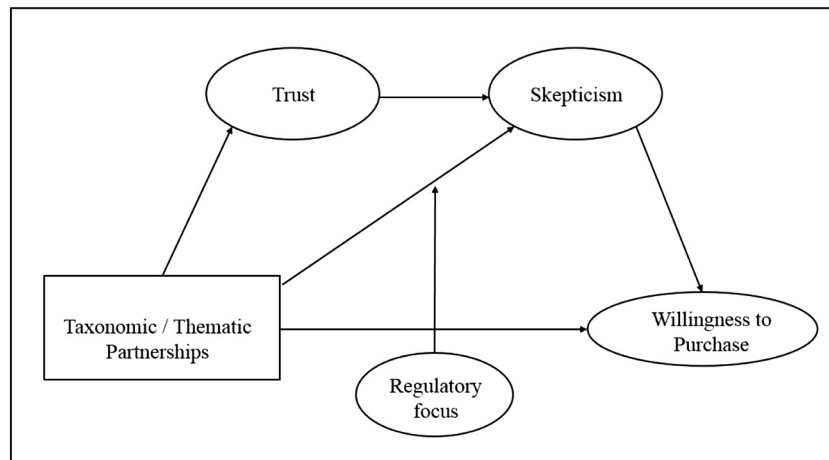 Trust
Skepticism
Taxonomic / Thematic
Partnerships
Willingness to
Purchase
Regulatory
focus